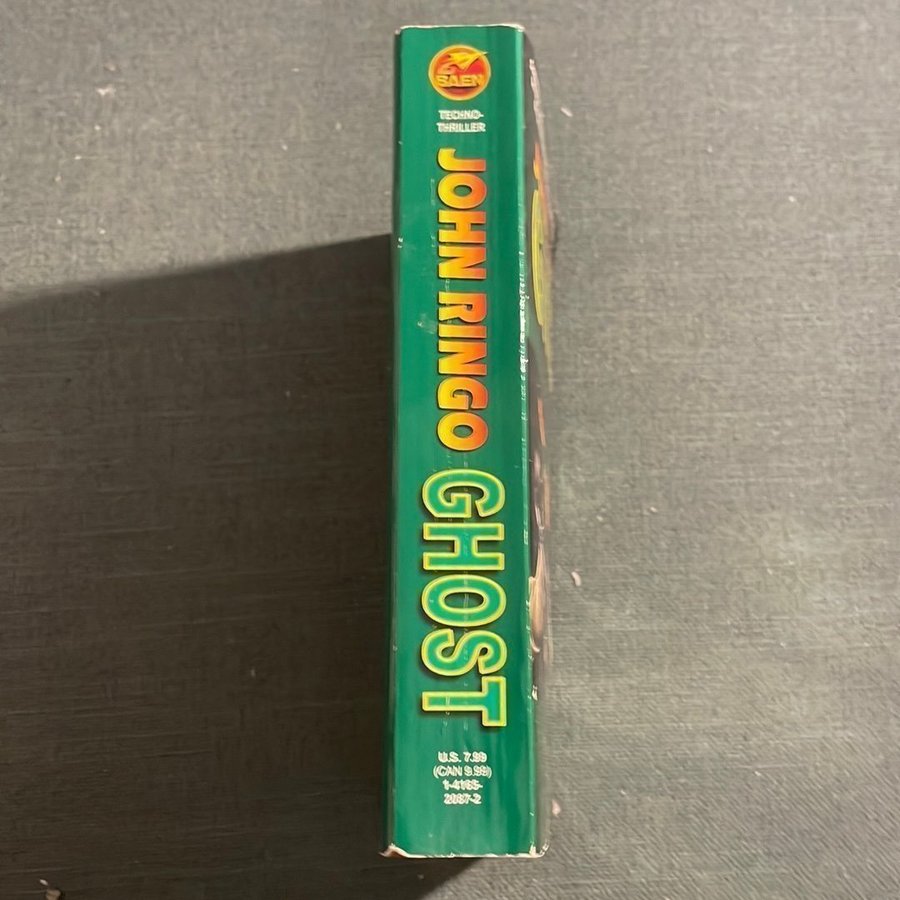 BAEN
TECHNO-
THRILLER
JOHN RINGO
GHOST
U.S. 7.99
(CAN 9.99)
1-4165-
2087-2